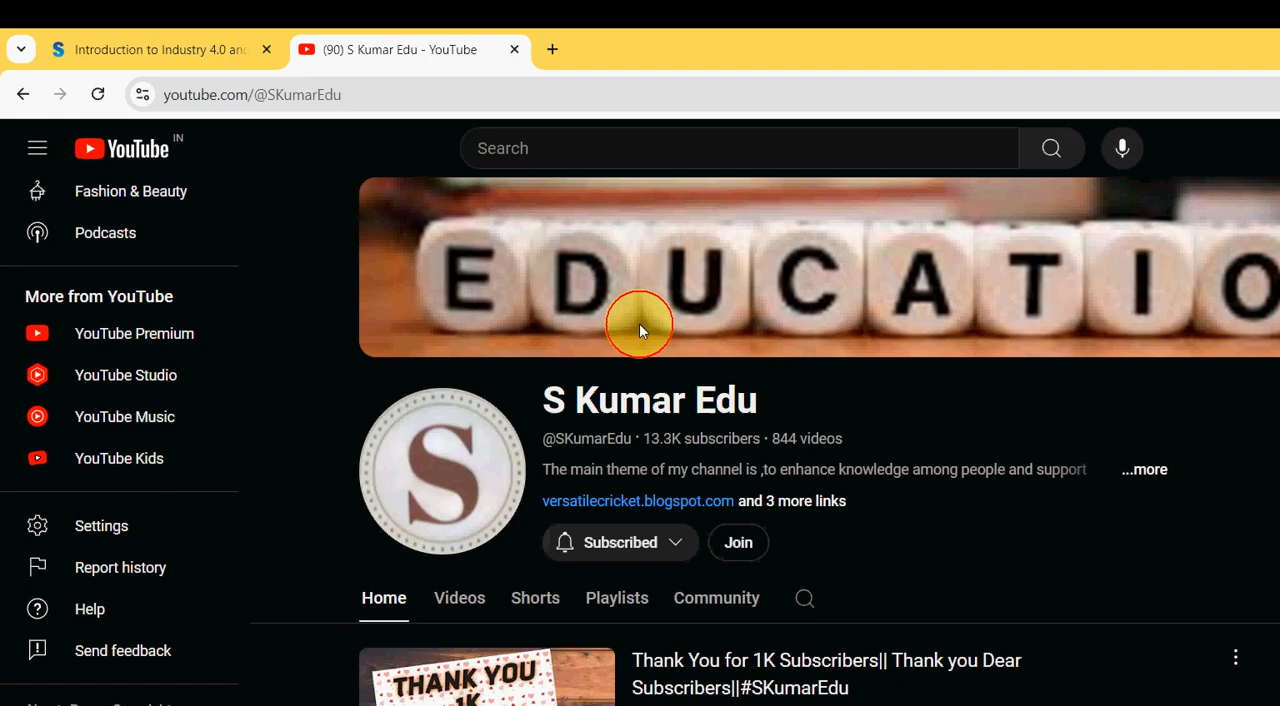 Introduction to Industry 4.0 and
(90) S Kumar Edu - YouTube
youtube.com/@SKumarEdu
YouTube IN
Search
Fashion & Beauty
Podcasts
More from YouTube
YouTube Premium
YouTube Studio
YouTube Music
YouTube Kids
Settings
Report history
Help
Send feedback
EDUCATIO
S
S Kumar Edu
@SKumarEdu · 13.3K subscribers · 844 videos
The main theme of my channel is ,to enhance knowledge among people and support ...more
versatilecricket.blogspot.com and 3 more links
Subscribed
Join
Home Videos Shorts Playlists Community
THANK YOU
1K
Thank You for 1K Subscribers|| Thank you Dear
Subscribers||#SKumarEdu